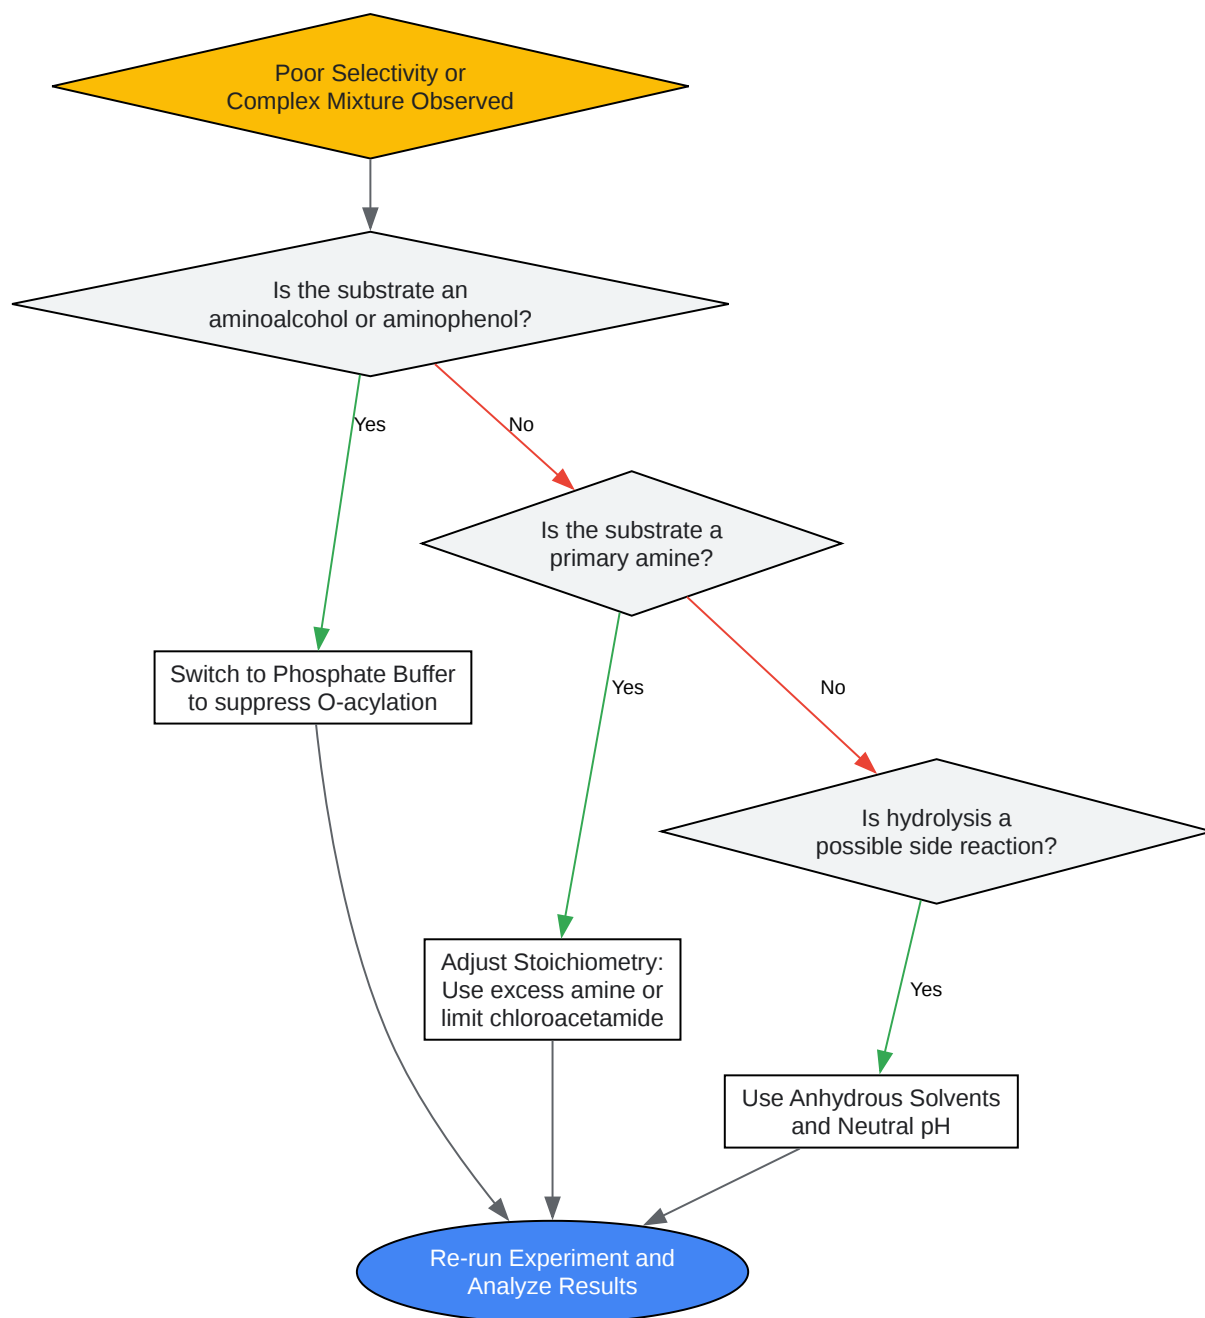 Poor Selectivity or
Complex Mixture Observed
Is the substrate an
aminoalcohol or aminophenol?
Yes
No
Is the substrate a
primary amine?
Switch to Phosphate Buffer
to suppress O-acylation
Yes
No
Is hydrolysis a
possible side reaction?
Adjust Stoichiometry:
Use excess amine or
limit chloroacetamide
Yes
Use Anhydrous Solvents
and Neutral pH
Re-run Experiment and
Analyze Results